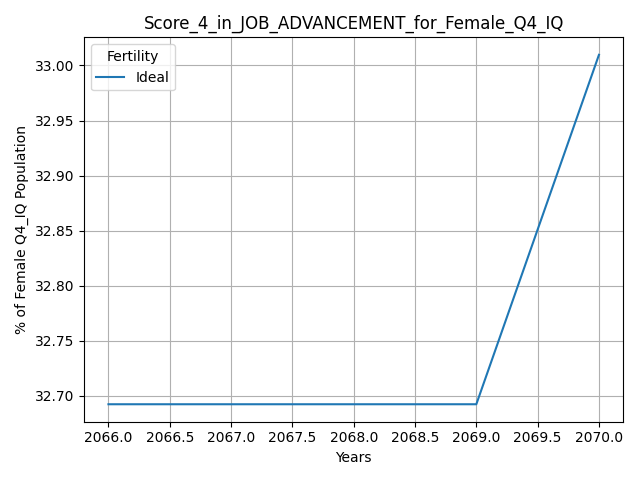 Score_4_in_JOB_ADVANCEMENT_for_Female_Q4_IQ
Fertility
Ideal
33.00
32.95
32.90
32.85
32.80
32.75
32.70
% of Female Q4_IQ Population
2066.0 2066.5 2067.0 2067.5 2068.0 2068.5 2069.0 2069.5 2070.0
Years